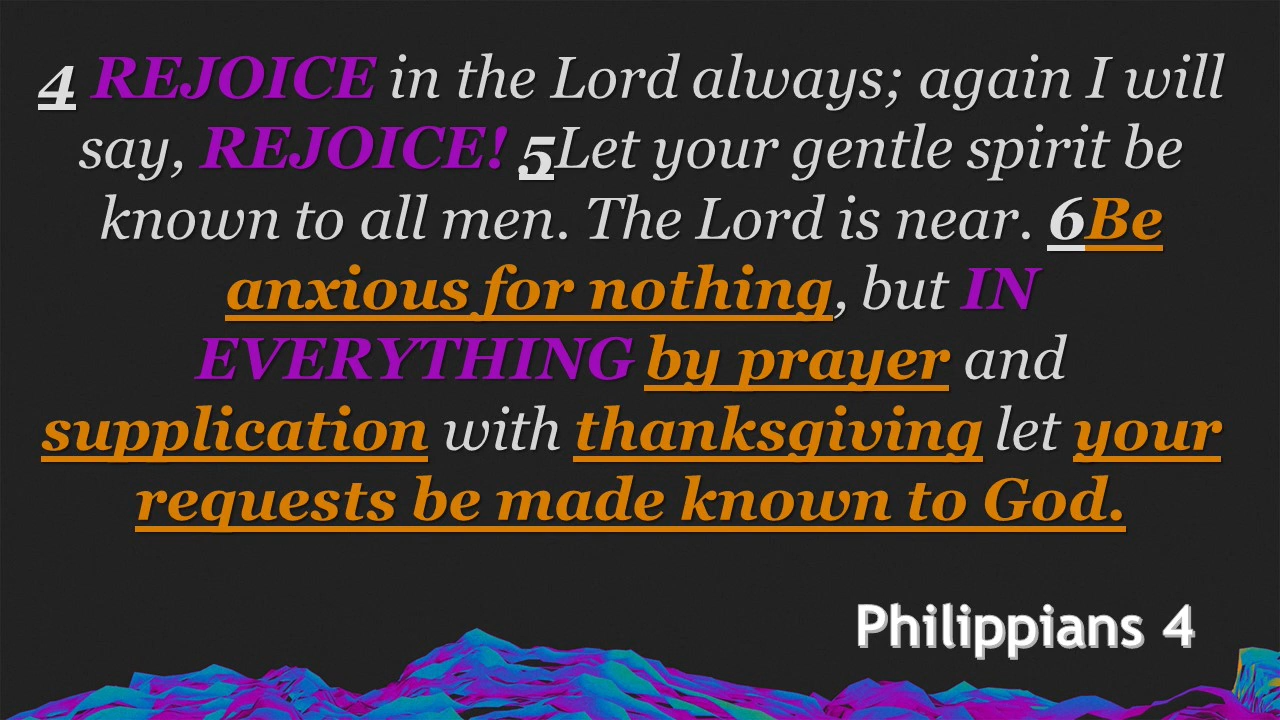 4 REJOICE in the Lord always; again I will
say, REJOICE! 5Let your gentle spirit be
known to all men. The Lord is near. 6Be
anxious for nothing, but IN
EVERYTHING by prayer and
supplication with thanksgiving let your
requests be made known to God.
Philippians 4